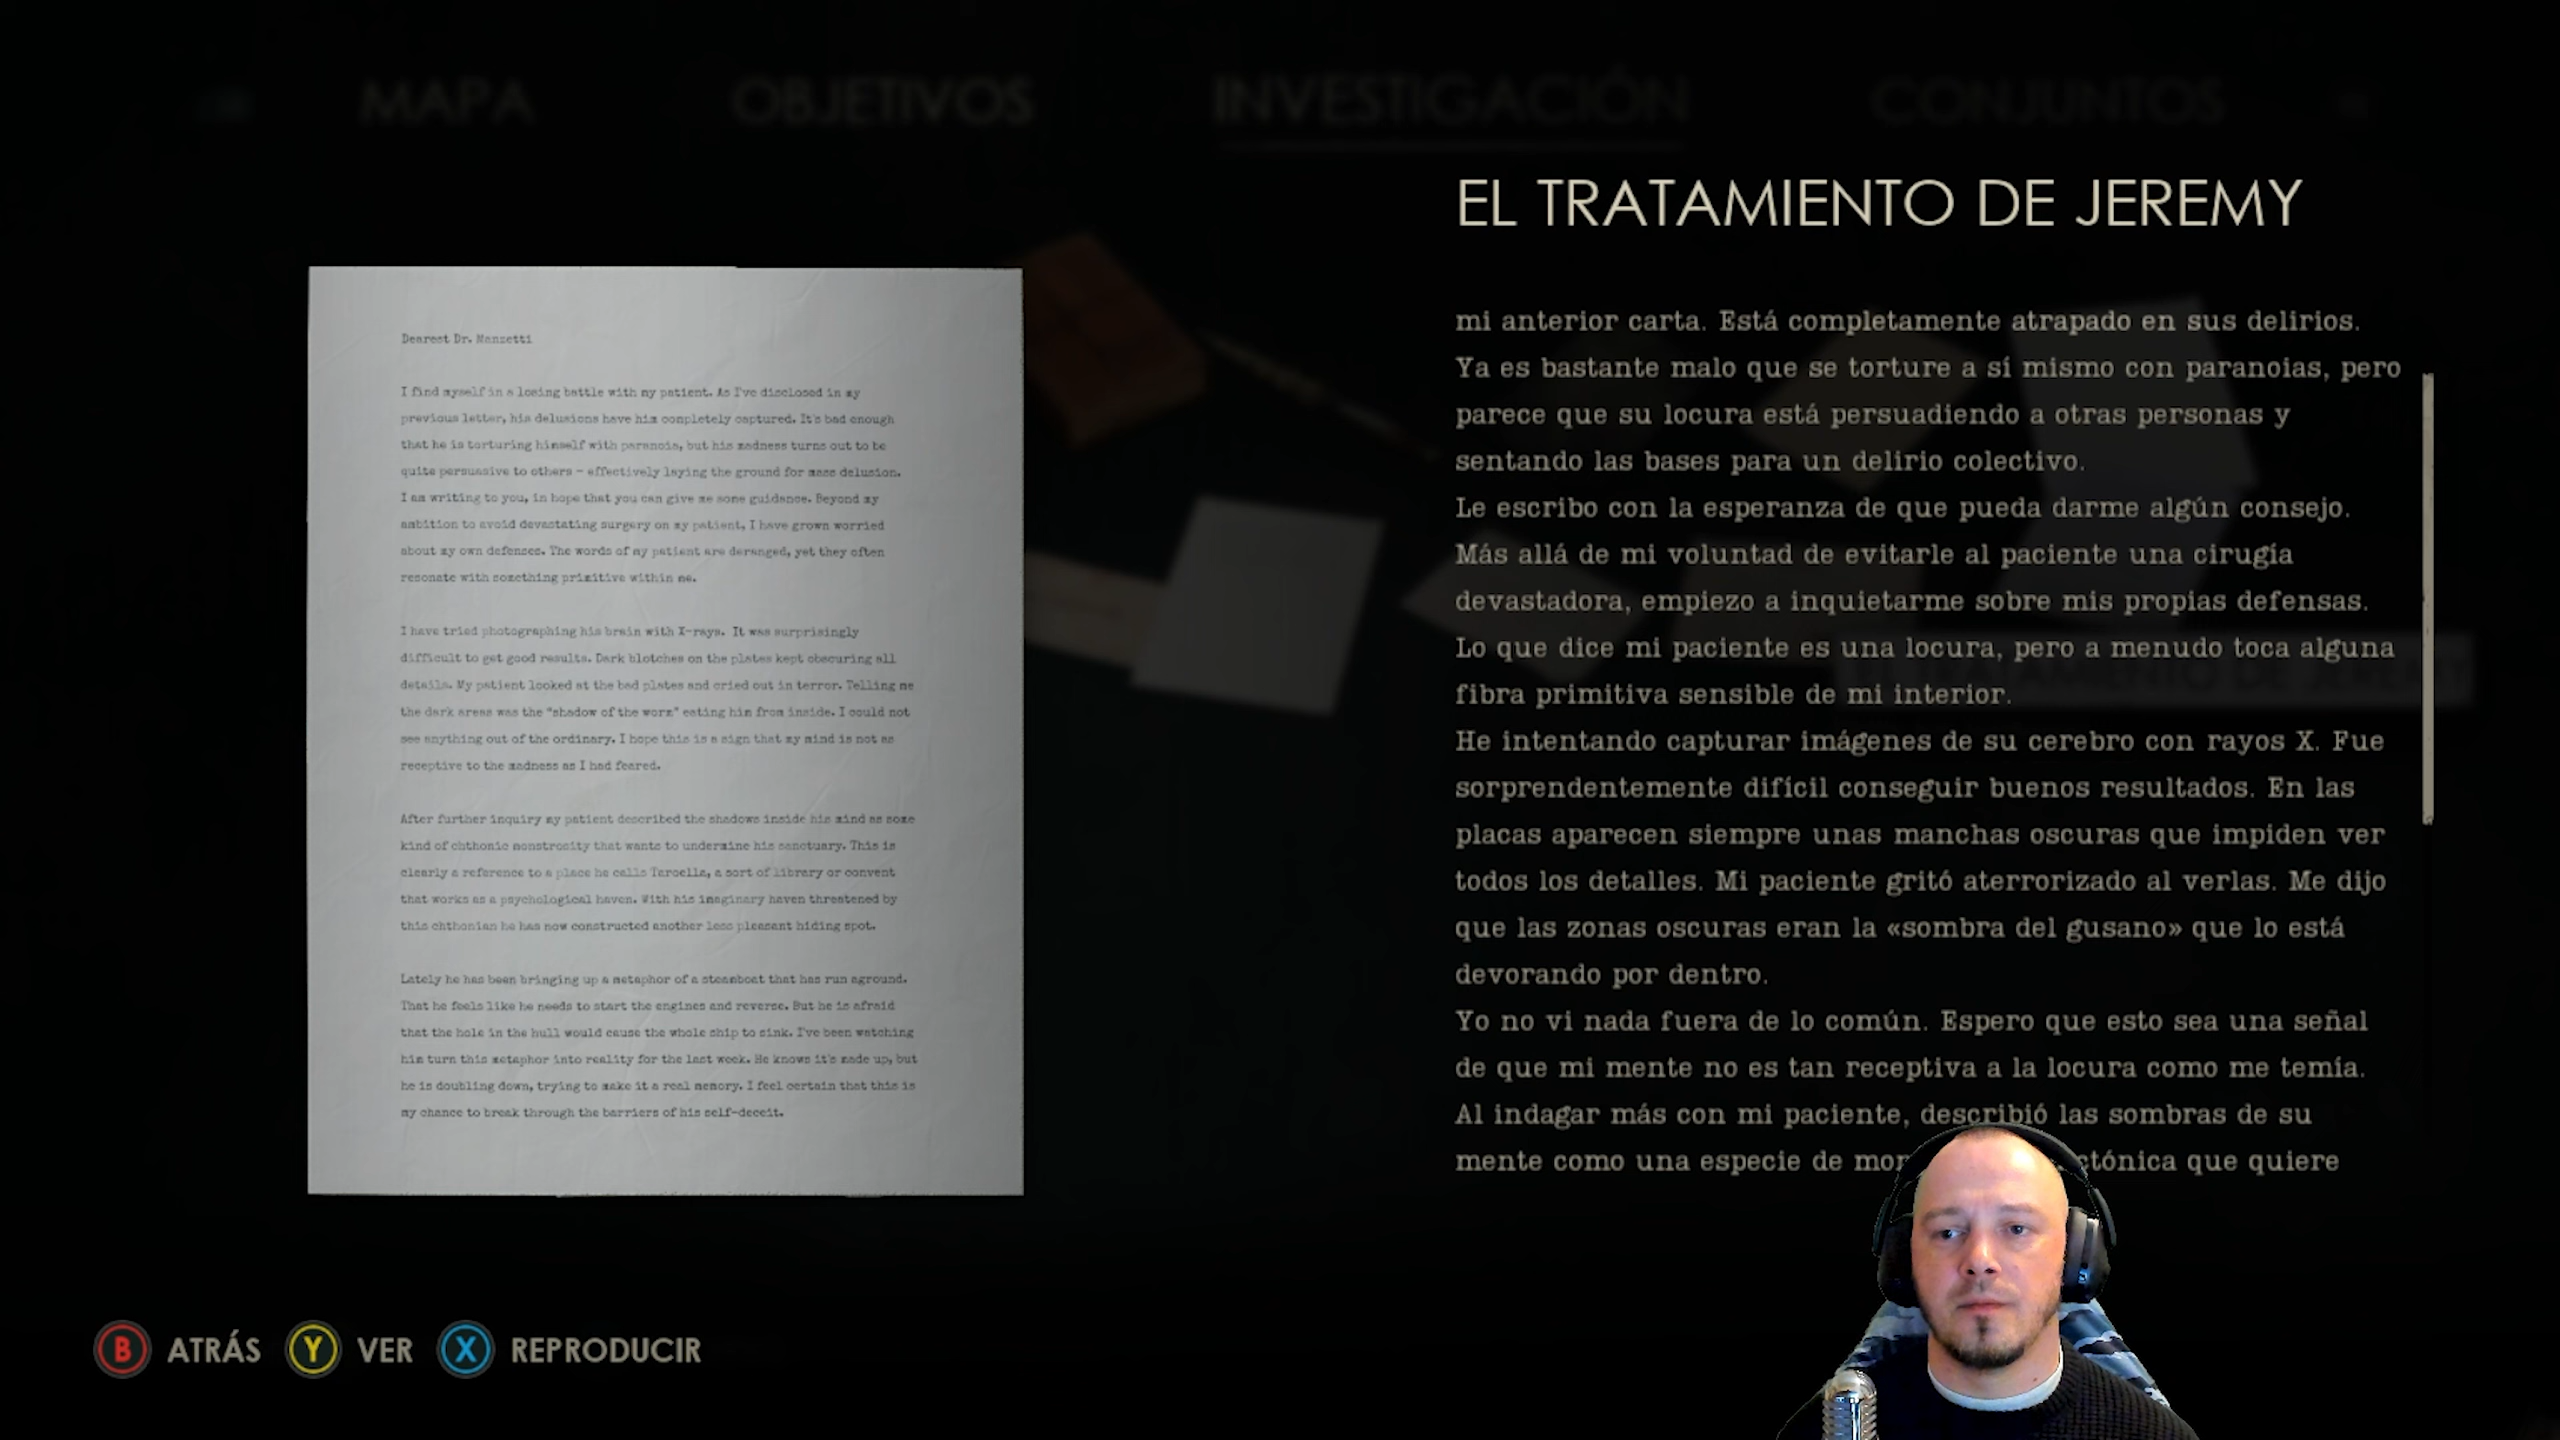 MAPA
OBJETIVOS
INVESTIGACIÓN
CONJUNTOS
EL TRATAMIENTO DE JEREMY
Dearest Dr. Manzetti
I find myself in a losing battle with my patient. As I've disclosed in my
previous letter, his delusions have him completely captured. It's bad enough
that he is torturing himself with paranoia, but his madness turns out to be
quite persuasive to others - effectively laying the ground for mass delusion.
I am writing to you, in hope that you can give me some guidance. Beyond my
ambition to avoid devastating surgery on my patient, I have grown worried
about my own defenses. The words of my patient are deranged, yet they often
resonate with something primitive within me.
I have tried photographing his brain with X-rays. It was surprisingly
difficult to get good results. Dark blotches on the plates kept obscuring all
details. My patient looked at the bad plates and cried out in terror. Telling me
the dark areas was the "shadow of the worm" eating him from inside. I could not
see anything out of the ordinary. I hope this is a sign that my mind is not as
receptive to the madness as I had feared.
After further inquiry my patient described the shadows inside his mind as some
kind of chthonic monstrosity that wants to undermine his sanctuary. This is
clearly a reference to a place he calls Taroella, a sort of library or convent
that works as a psychological haven. With his imaginary haven threatened by
this chthonian he has now constructed another less pleasant hiding spot.
Lately he has been bringing up a metaphor of a steamboat that has run aground.
That he feels like he needs to start the engines and reverse. But he is afraid
that the hole in the hull would cause the whole ship to sink. I've been watching
him turn this metaphor into reality for the last week. He knows it's made up, but
he is doubling down, trying to make it a real memory. I feel certain that this is
my chance to break through the barriers of his self-deceit.
mi anterior carta. Está completamente atrapado en sus delirios.
Ya es bastante malo que se torture a sí mismo con paranoias, pero
parece que su locura está persuadiendo a otras personas y
sentando las bases para un delirio colectivo.
Le escribo con la esperanza de que pueda darme algún consejo.
Más allá de mi voluntad de evitarle al paciente una cirugía
devastadora, empiezo a inquietarme sobre mis propias defensas.
Lo que dice mi paciente es una locura, pero a menudo toca alguna
fibra primitiva sensible de mi interior.
He intentando capturar imágenes de su cerebro con rayos X. Fue
sorprendentemente difícil conseguir buenos resultados. En las
placas aparecen siempre unas manchas oscuras que impiden ver
todos los detalles. Mi paciente gritó aterrorizado al verlas. Me dijo
que las zonas oscuras eran la «sombra del gusano» que lo está
devorando por dentro.
Yo no vi nada fuera de lo común. Espero que esto sea una señal
de que mi mente no es tan receptiva a la locura como me temía.
Al indagar más con mi paciente, describió las sombras de su
mente como una especie de que quiere
B ATRÁS Y VER X REPRODUCIR